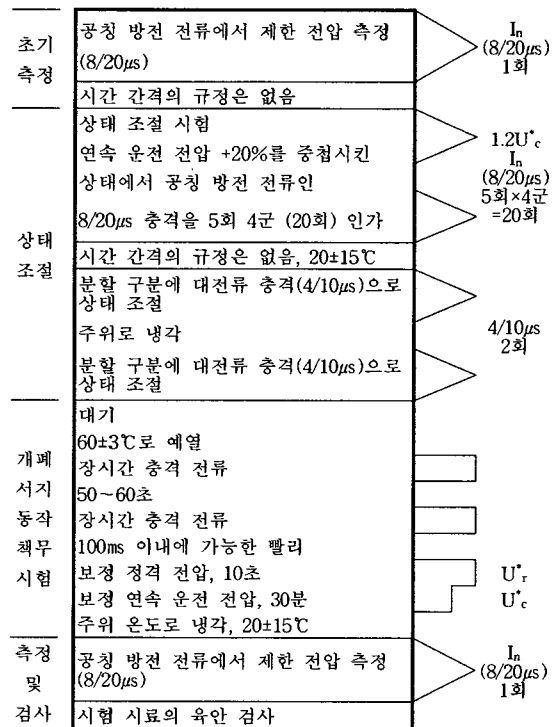 초기
측정
공칭 방전 전류에서 제한 전압 측정
(8/20μs)
Iₙ
(8/20μs)
1회
시간 간격의 규정은 없음
상태
조절
상태 조절 시험
연속 운전 전압 +20%를 중첩시킨
상태에서 공칭 방전 전류인
8/20μs 충격을 5회 4군 (20회) 인가
1.2U*c
Iₙ
(8/20μs)
5회×4군
=20회
시간 간격의 규정은 없음, 20±15℃
분할 구분에 대전류 충격(4/10μs)으로
상태 조절
주위로 냉각
분할 구분에 대전류 충격(4/10μs)으로
상태 조절
4/10μs
2회
개폐
서지
동작
책무
시험
대기
60±3℃로 예열
장시간 충격 전류
50~60초
장시간 충격 전류
100ms 이내에 가능한 빨리
보정 정격 전압, 10초
보정 연속 운전 전압, 30분
주위 온도로 냉각, 20±15℃
U*r
U*c
측정
및
검사
공칭 방전 전류에서 제한 전압 측정
(8/20μs)
Iₙ
(8/20μs)
1회
시험 시료의 육안 검사